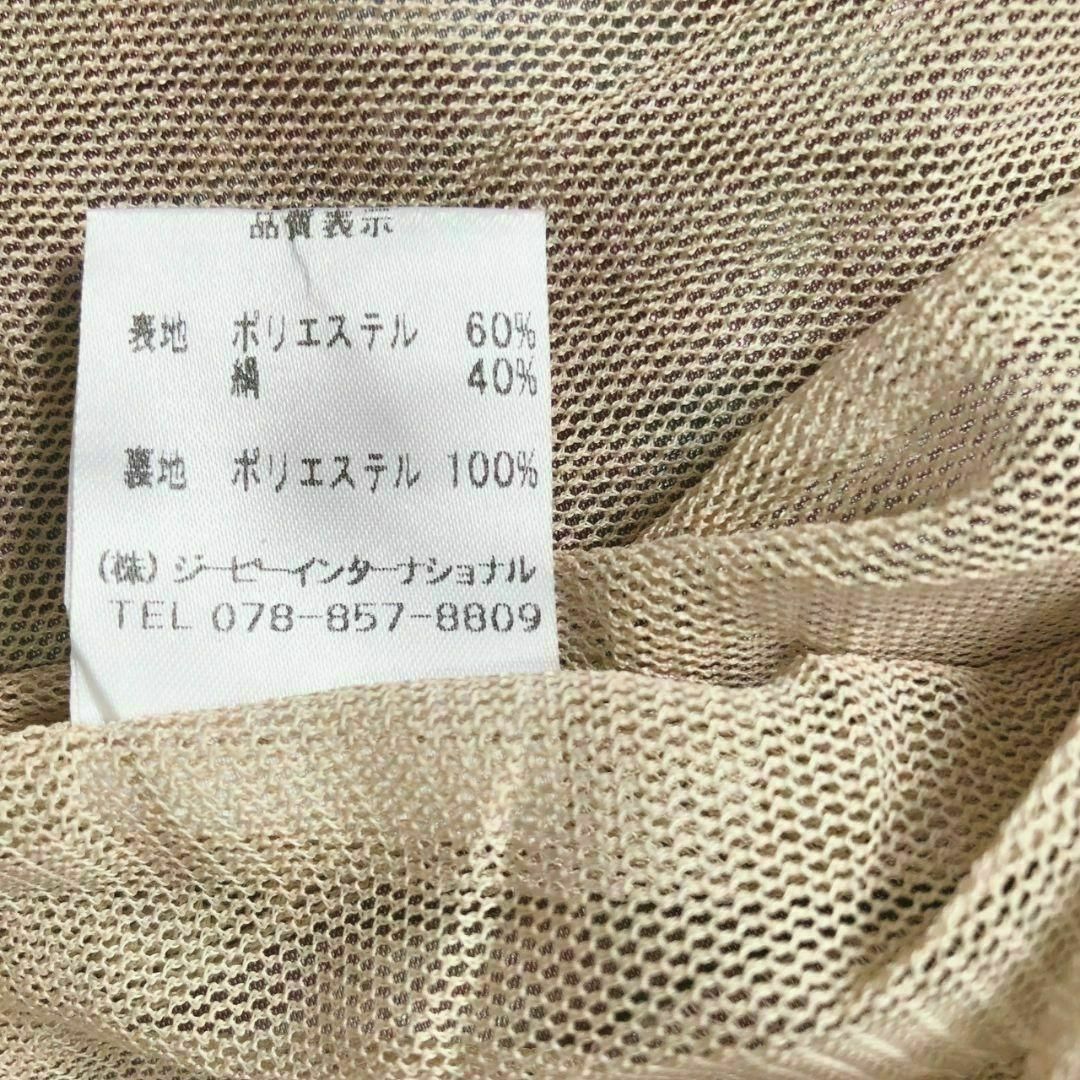 品質表示
表地 ポリエステル 60%
絹 40%
裏地 ポリエステル 100%
(株)ジーピーインターナショナル
TEL 078-857-8809